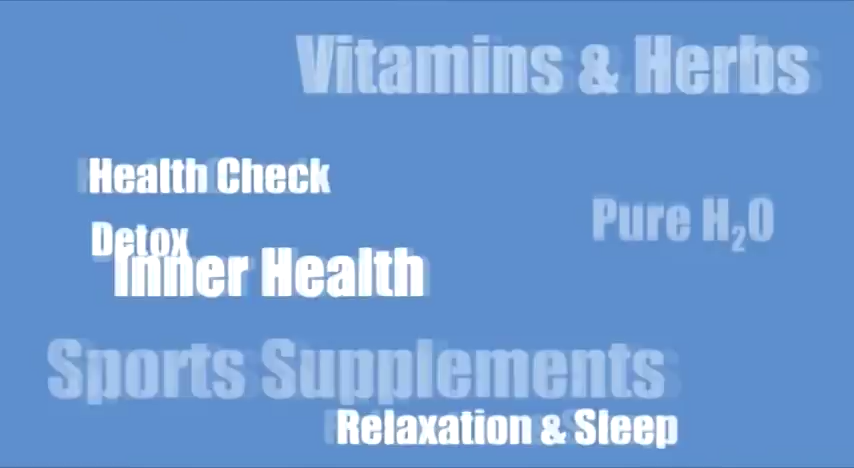 Vitamins & Herbs
Health Check
Pure H₂O
Detox
Inner Health
Sports Supplements
Relaxation & Sleep